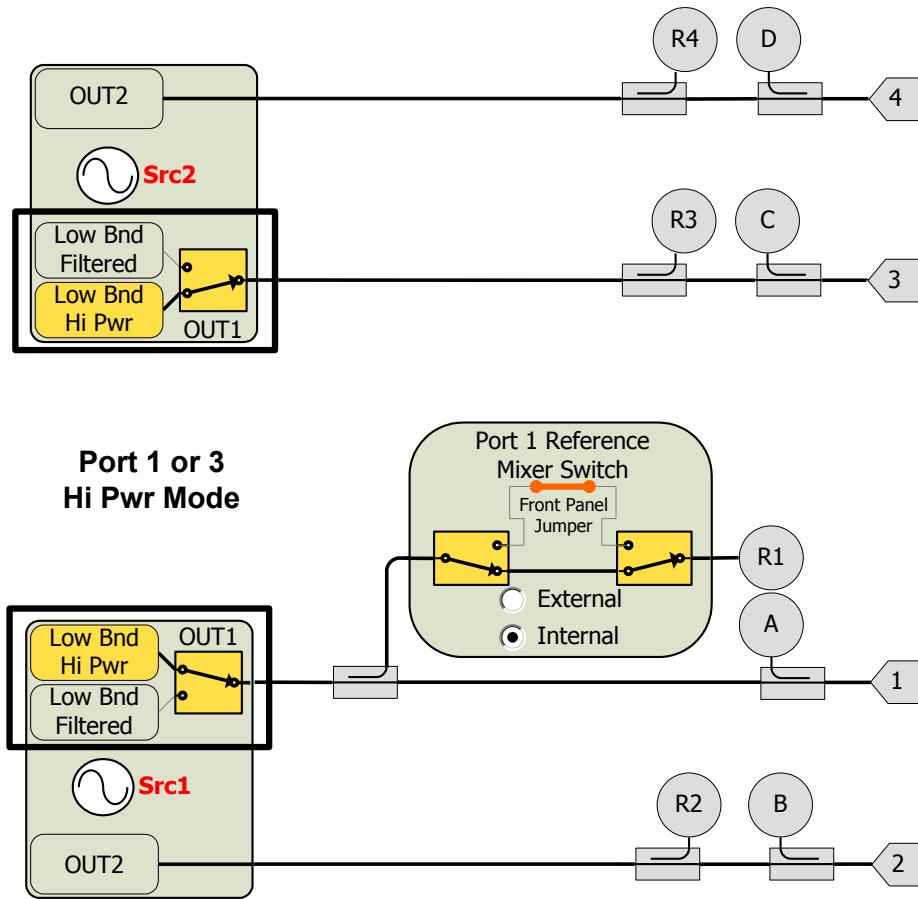 R4
D
OUT2
4
Src2
R3
C
Low Bnd
Filtered
3
Low Bnd
Hi Pwr
OUT1
Port 1 or 3
Hi Pwr Mode
Port 1 Reference
Mixer Switch
Front Panel
Jumper
R1
External
Internal
A
Low Bnd
Hi Pwr
OUT1
1
Low Bnd
Filtered
Src1
R2
B
OUT2
2